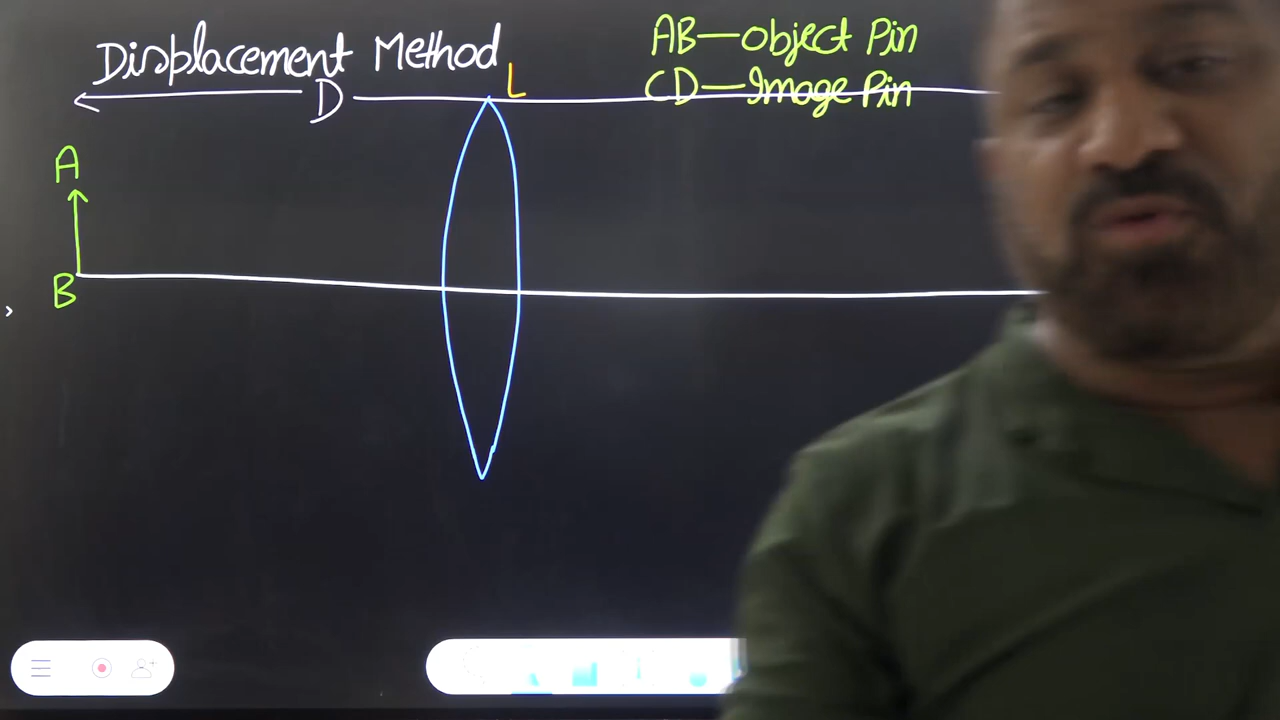 Displacement Method
AB—object Pin
CD—Image Pin
D
L
A
B